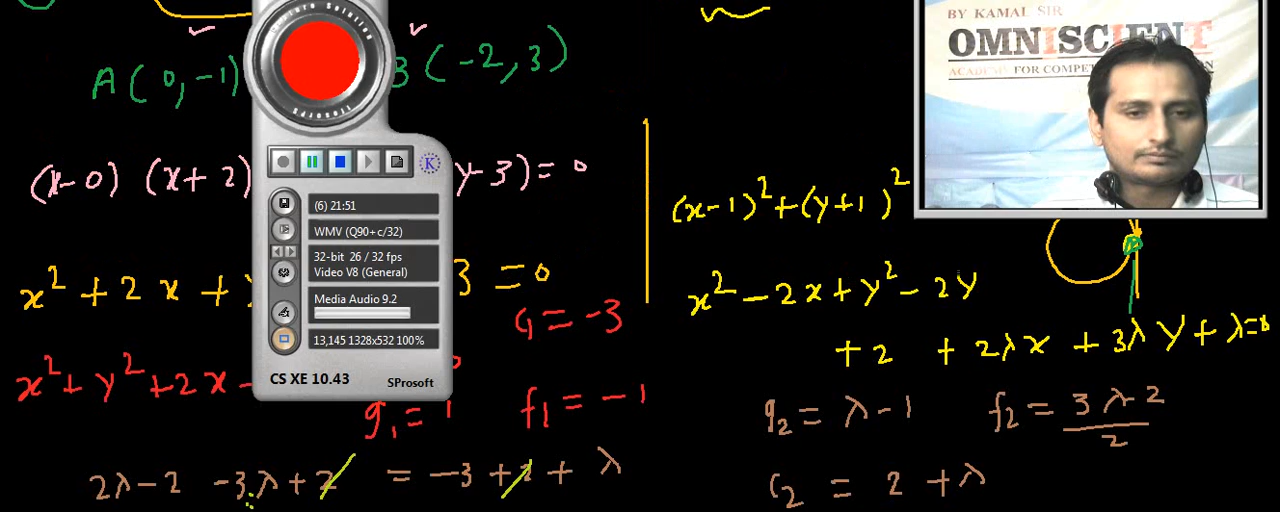 A(0,-1) B(-2,3)
(x-0) (x+2) y-3)=0
x²+2x+ 3 =0
c₁=-3
x²+y²+2x-
g₁=1 f₁=-1
2λ-2 -3λ+2 = -3+2+λ
(x-1)²+(y+1)²
x²-2x+y²-2y
+2 +2λx +3λy+λ=0
g₂=λ-1 f₂=3λ-2/2
c₂ = 2+λ
BY KAMAL SIR
OMNISCIENT
FOR COMPET
(6) 21:51
WMV (Q90+c/32)
32-bit 26 / 32 fps
Video V8 (General)
Media Audio 9.2
13,145 1328x532 100%
CS XE 10.43 SProsoft
K